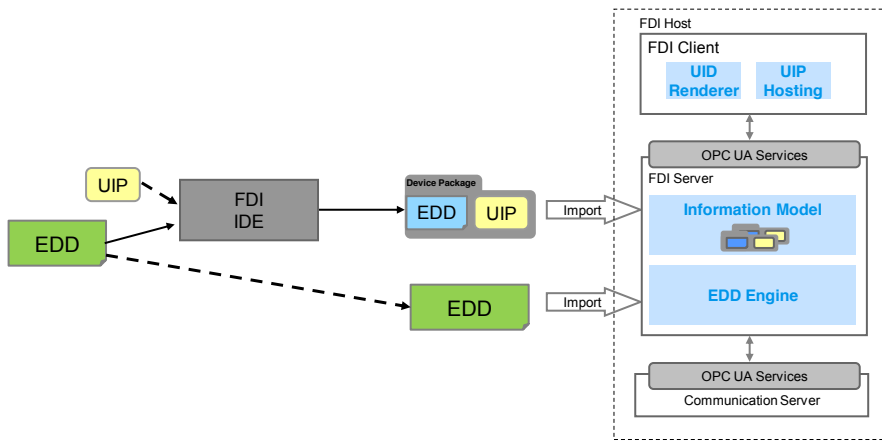 FDI Host
FDI Client
UID
Renderer
UIP
Hosting
OPC UA Services
FDI Server
Information Model
EDD Engine
OPC UA Services
Communication Server
UIP
EDD
FDI
IDE
Device Package
EDD
UIP
Import
EDD
Import